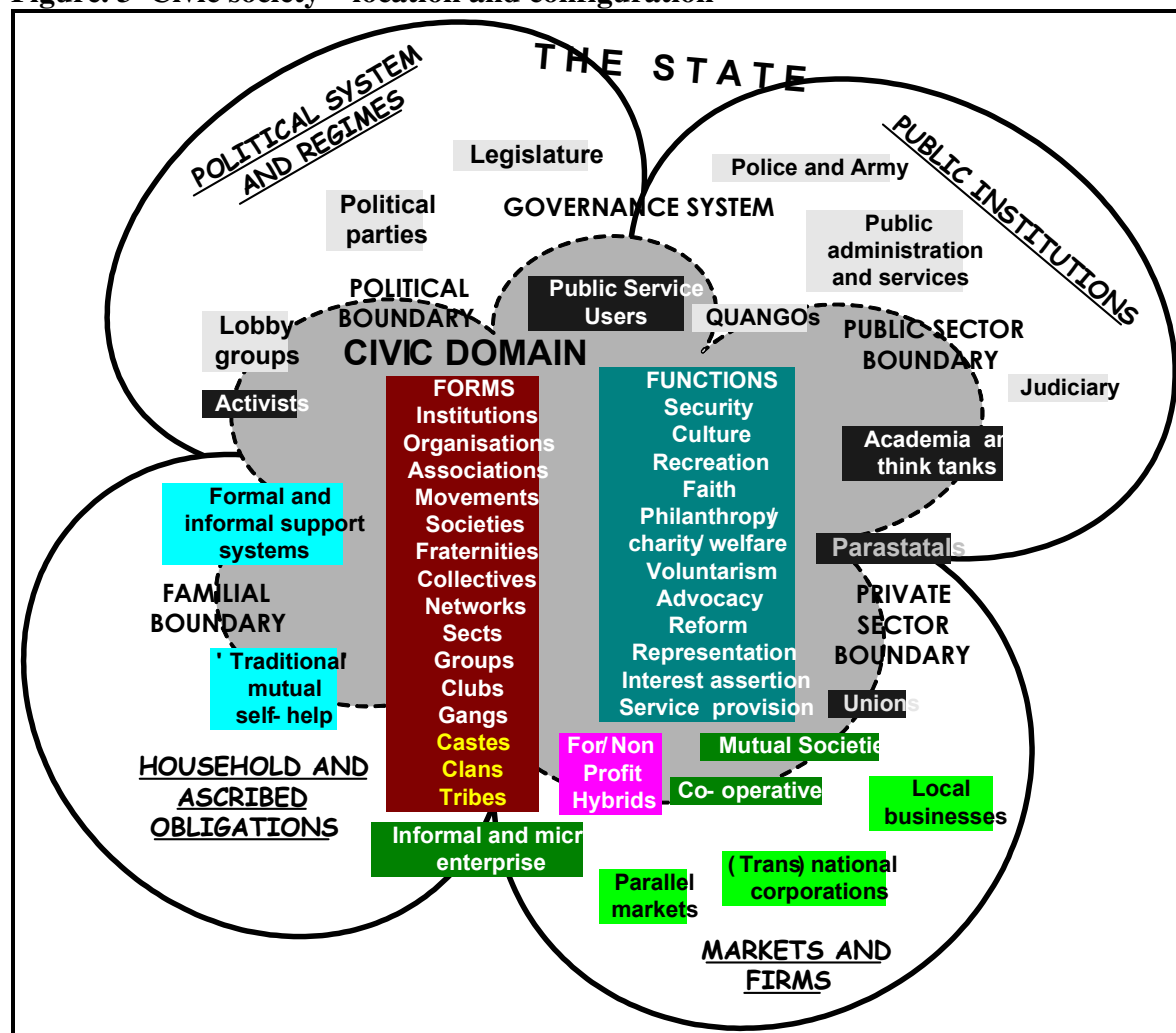 Figure. 3 Civic society – location and configuration
THE STATE
POLITICAL SYSTEM
AND REGIMES
PUBLIC INSTITUTIONS
Legislature
Police and Army
Political
parties
GOVERNANCE SYSTEM
Public
administration
and services
POLITICAL
BOUNDARY
Public Service
Users
QUANGOs
PUBLIC SECTOR
BOUNDARY
Lobby
groups
CIVIC DOMAIN
Judiciary
Activists
FORMS
Institutions
Organisations
Associations
Movements
Societies
Fraternities
Collectives
Networks
Sects
Groups
Clubs
Gangs
Castes
Clans
Tribes
FUNCTIONS
Security
Culture
Recreation
Faith
Philanthropy/
charity/ welfare
Voluntarism
Advocacy
Reform
Representation
Interest assertion
Service provision
Academia an
think tanks
Formal and
informal support
systems
Parastatals
FAMILIAL
BOUNDARY
PRIVATE
SECTOR
BOUNDARY
' Traditional'
mutual
self- help
Unions
For/ Non
Profit
Hybrids
Mutual Societie
Co- operative
HOUSEHOLD AND
ASCRIBED
OBLIGATIONS
Local
businesses
Informal and micr
enterprise
Parallel
markets
( Trans) national
corporations
MARKETS AND
FIRMS